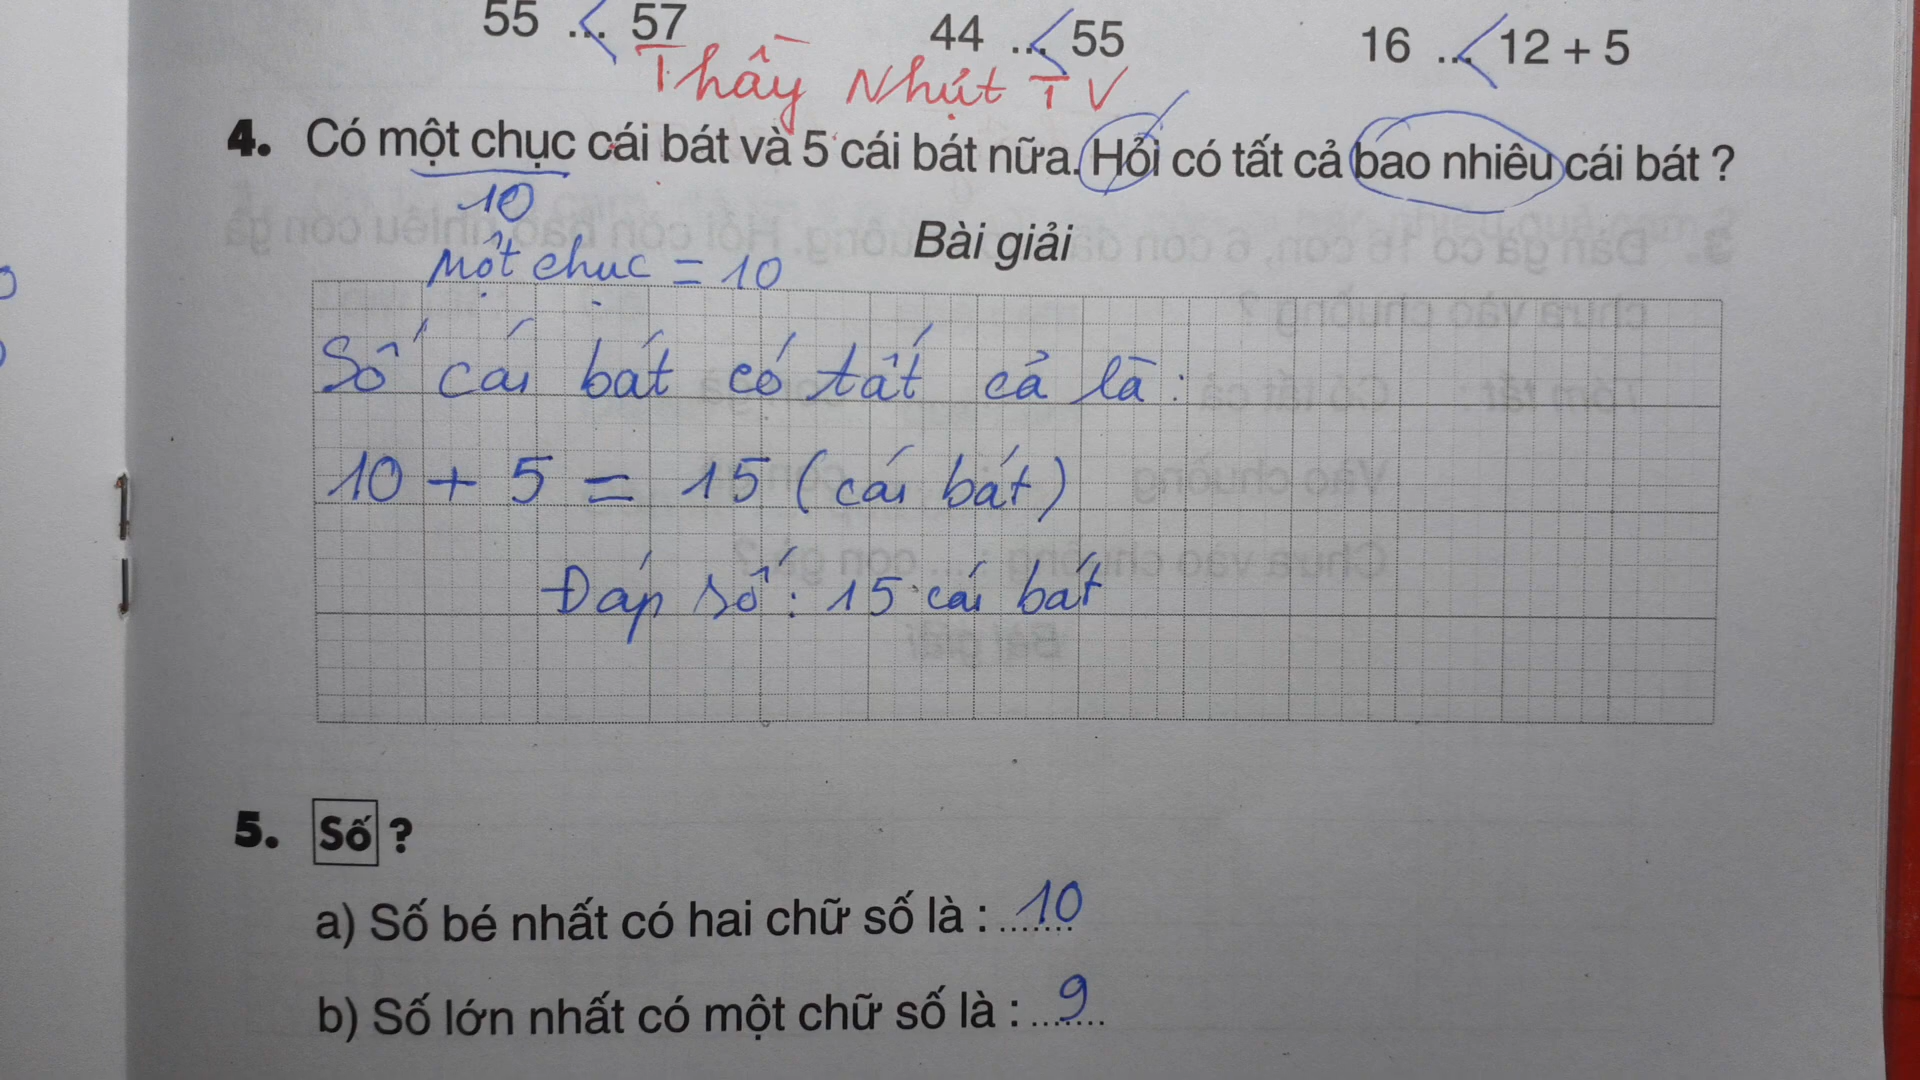 55 ... < 57 44 ... < 55 16 ... < 12 + 5
Thầy Nhựt TV
4. Có một chục cái bát và 5 cái bát nữa. Hỏi có tất cả bao nhiêu cái bát ?
10
Bài giải
Một chục = 10
Số cái bát có tất cả là :
10 + 5 = 15 (cái bát)
Đáp số : 15 cái bát
5. Số ?
a) Số bé nhất có hai chữ số là : 10
b) Số lớn nhất có một chữ số là : 9